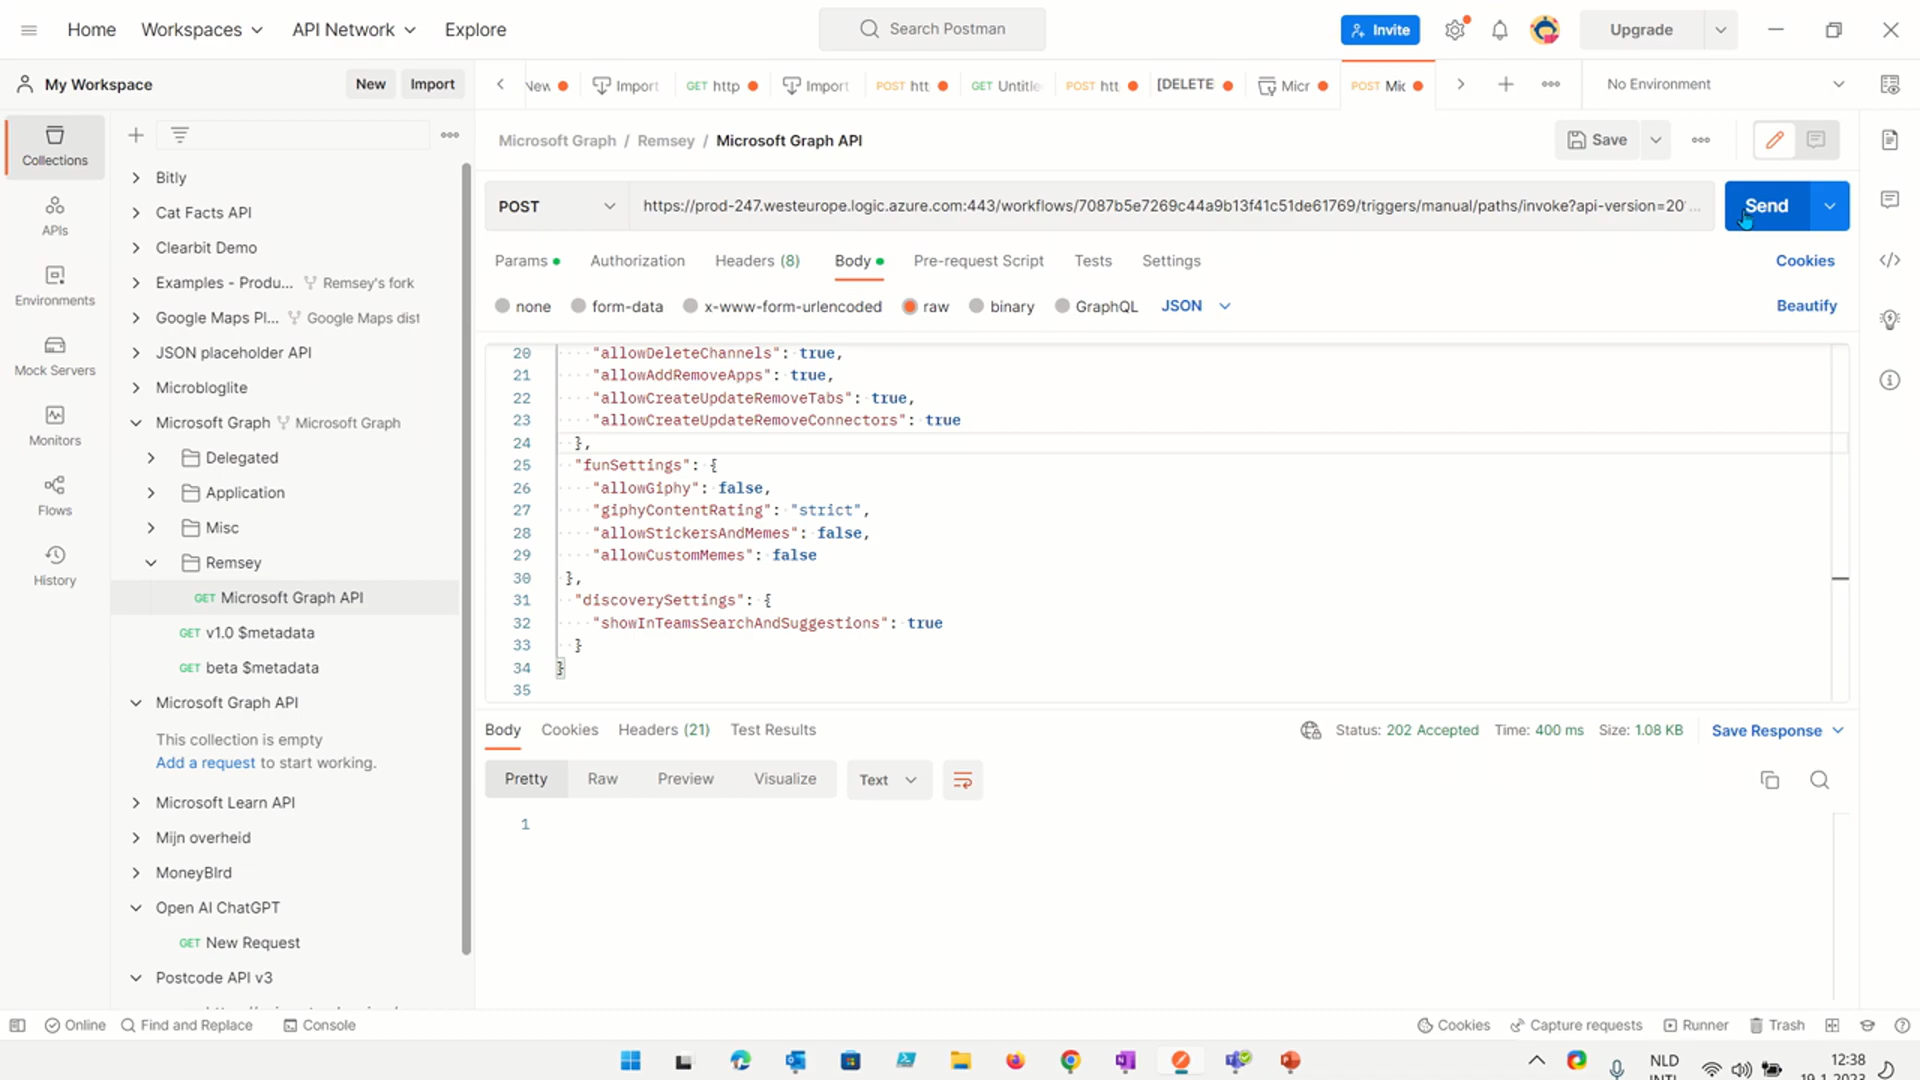 Home Workspaces API Network Explore Search Postman Invite Upgrade
My Workspace New Import
New Import GET http Import POST htt GET Untitle POST htt [DELETE Micr POST Mic No Environment
Collections
APIs
Environments
Mock Servers
Monitors
Flows
History
Bitly
Cat Facts API
Clearbit Demo
Examples - Produ... Remsey's fork
Google Maps Pl... Google Maps dist
JSON placeholder API
Microbloglite
Microsoft Graph Microsoft Graph
Delegated
Application
Misc
Remsey
GET Microsoft Graph API
GET v1.0 $metadata
GET beta $metadata
Microsoft Graph API
This collection is empty
Add a request to start working.
Microsoft Learn API
Mijn overheid
MoneyBIrd
Open AI ChatGPT
GET New Request
Postcode API v3
Microsoft Graph / Remsey / Microsoft Graph API Save
POST https://prod-247.westeurope.logic.azure.com:443/workflows/7087b5e7269c44a9b13f41c51de61769/triggers/manual/paths/invoke?api-version=20 ... Send
Params Authorization Headers (8) Body Pre-request Script Tests Settings Cookies
none form-data x-www-form-urlencoded raw binary GraphQL JSON Beautify
20 "allowDeleteChannels": true,
21 "allowAddRemoveApps": true,
22 "allowCreateUpdateRemoveTabs": true,
23 "allowCreateUpdateRemoveConnectors": true
24 },
25 "funSettings": {
26 "allowGiphy": false,
27 "giphyContentRating": "strict",
28 "allowStickersAndMemes": false,
29 "allowCustomMemes": false
30 },
31 "discoverySettings": {
32 "showInTeamsSearchAndSuggestions": true
33 }
34 }
35
Body Cookies Headers (21) Test Results Status: 202 Accepted Time: 400 ms Size: 1.08 KB Save Response
Pretty Raw Preview Visualize Text
1
Online Find and Replace Console Cookies Capture requests Runner Trash
NLD 12:38